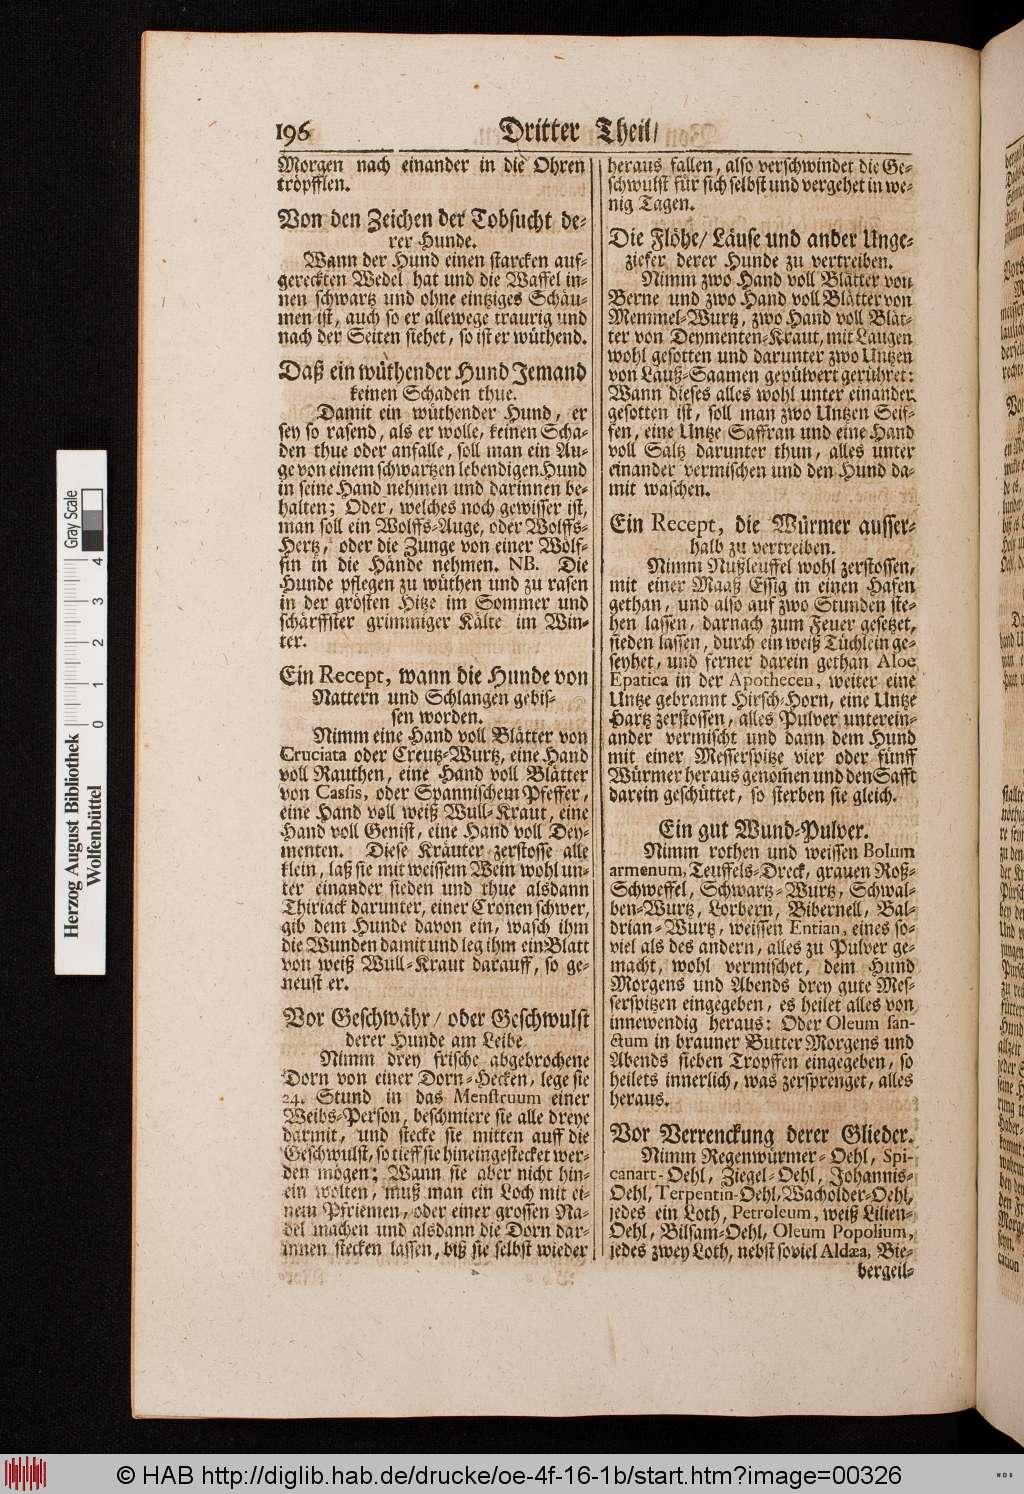 196
Dritter Theil/
Morgen nach einander in die Ohren
tröpfflen.
Von den Zeichen der Tobsucht de-
rer Hunde.
Wann der Hund einen starcken auf-
gereckten Wedel hat und die Waffel in-
nen schwartz und ohne eintziges Schäu-
men ist, auch so er allewege traurig und
nach der Seiten siehet, so ist er wüthend.
Daß ein wüthender Hund Jemand
keinen Schaden thue.
Damit ein wüthender Hund, er
sey so rasend, als er wolle, keinen Scha-
den thue oder anfalle, soll man ein Au-
ge von einem schwartzen lebendigen Hund
in seine Hand nehmen und darinnen be-
halten; Oder, welches noch gewisser ist,
man soll ein Wolffs-Auge, oder Wolffs-
Hertz, oder die Zunge von einer Wölf-
fin in die Hände nehmen. NB. Die
Hunde pflegen zu wüthen und zu rasen
in der grösten Hitze im Sommer und
schärffster grimmiger Kälte im Win-
ter.
Ein Recept, wann die Hunde von
Nattern und Schlangen gebis-
sen worden.
Nimm eine Hand voll Blätter von
Cruciata oder Creutz-Wurtz, eine Hand
voll Rauthen, eine Hand voll Blätter
von Cassis, oder Spannischem Pfeffer,
eine Hand voll weiß Wull-Kraut, eine
Hand voll Genist, eine Hand voll Dey-
menten. Diese Kräuter zerstosse alle
klein, laß sie mit weissem Wein wohl un-
ter einander sieden und thue alsdann
Thiriack darunter, einer Cronen schwer,
gib dem Hunde davon ein, wasch ihm
die Wunden damit und leg ihm ein Blatt
von weiß Wull-Kraut darauff, so ge-
neust er.
Vor Geschwähr/ oder Geschwulst
derer Hunde am Leibe.
Nimm drey frische abgebrochene
Dorn von einer Dorn-Hecken, lege sie
24. Stund in das Menstruum einer
Weibs-Person, beschmiere sie alle dreye
darmit, und stecke sie mitten auff die
Geschwulst, so tieff sie hineingestecket wer-
den mögen; Wann sie aber nicht hin-
ein wolten, muß man ein Loch mit ei-
nem Pfriemen, oder einer grossen Na-
del machen und alsdann die Dorn dar-
innen stecken lassen, biß sie selbst wieder
heraus fallen, also verschwindet die Ge-
schwulst für sich selbst und vergehet in we-
nig Tagen.
Die Flöhe/ Läuse und ander Unge-
ziefer derer Hunde zu vertreiben.
Nimm zwo Hand voll Blätter von
Berne und zwo Hand voll Blätter von
Memmel-Wurtz, zwo Hand voll Blät-
ter von Deymenten-Kraut, mit Laugen
wohl gesotten und darunter zwo Untzen
von Lauß-Saamen gepülvert gerühret:
Wann dieses alles wohl unter einander
gesotten ist, soll man zwo Untzen Seif-
fen, eine Untze Saffran und eine Hand
voll Saltz darunter thun, alles unter
einander vermischen und den Hund da-
mit waschen.
Ein Recept, die Würmer ausser-
halb zu vertreiben.
Nimm Nußleuffel wohl zerstossen,
mit einer Maaß Essig in einen Hafen
gethan, und also auf zwo Stunden ste-
hen lassen, darnach zum Feuer gesetzet,
sieden lassen, durch ein weiß Tüchlein ge-
seyhet, und ferner darein gethan Aloe
Epatica in der Apothecen, weiter eine
Untze gebrannt Hirsch-Horn, eine Untze
Hartz zerstossen, alles Pulver unterein-
ander vermischt und dann dem Hund
mit einer Messerspitze vier oder fünff
Würmer heraus genom̄en und den Safft
darein geschüttet, so sterben sie gleich.
Ein gut Wund-Pulver.
Nimm rothen und weissen Bolum
armenum, Teuffels-Dreck, grauen Roß-
Schweffel, Schwartz-Wurtz, Schwal-
ben-Wurtz, Lorbern, Bibernell, Bal-
drian-Wurtz, weissen Entian, eines so-
viel als des andern, alles zu Pulver ge-
macht, wohl vermischet, dem Hund
Morgens und Abends drey gute Mes-
serspitzen eingegeben, es heilet alles von
innewendig heraus: Oder Oleum san-
ctum in brauner Butter Morgens und
Abends sieben Tropffen eingegeben, so
heilets innerlich, was zersprenget, alles
heraus.
Vor Verrenckung derer Glieder.
Nimm Regenwürmer-Oehl, Spi-
canart-Oehl, Ziegel-Oehl, Johannis-
Oehl, Terpentin-Oehl, Wacholder-Oehl,
jedes ein Loth, Petroleum, weiß Lilien-
Oehl, Bilsam-Oehl, Oleum Popolium,
jedes zwey Loth, nebst soviel Aldæa, Bie-
bergeil-
Herzog August Bibliothek
Wolfenbüttel
0 1 2 3 4
Gray Scale
© HAB http://diglib.hab.de/drucke/oe-4f-16-1b/start.htm?image=00326